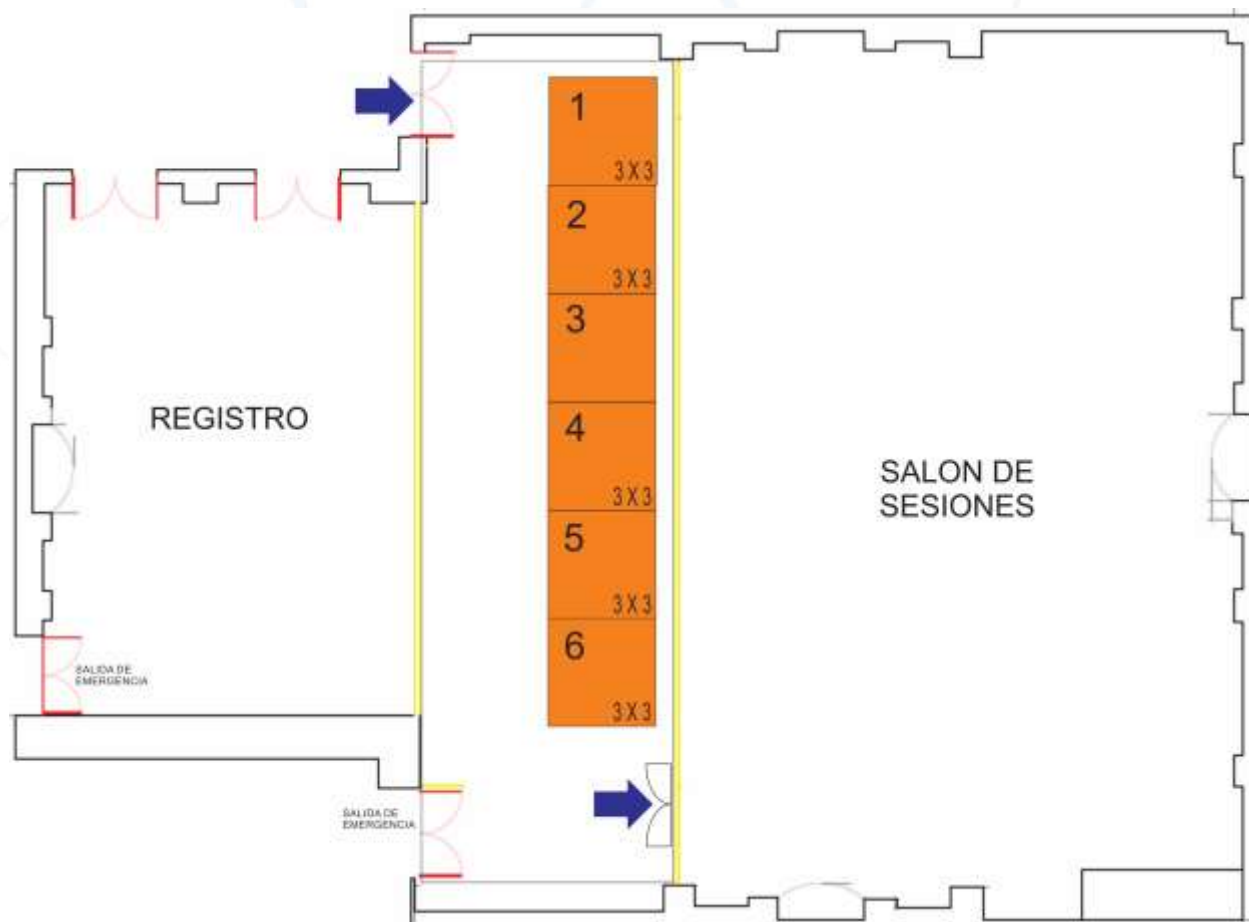 1
3 X 3
2
3 X 3
3
4
3 X 3
5
3 X 3
6
3 X 3
REGISTRO
SALON DE
SESIONES
SALIDA DE
EMERGENCIA
SALIDA DE
EMERGENCIA